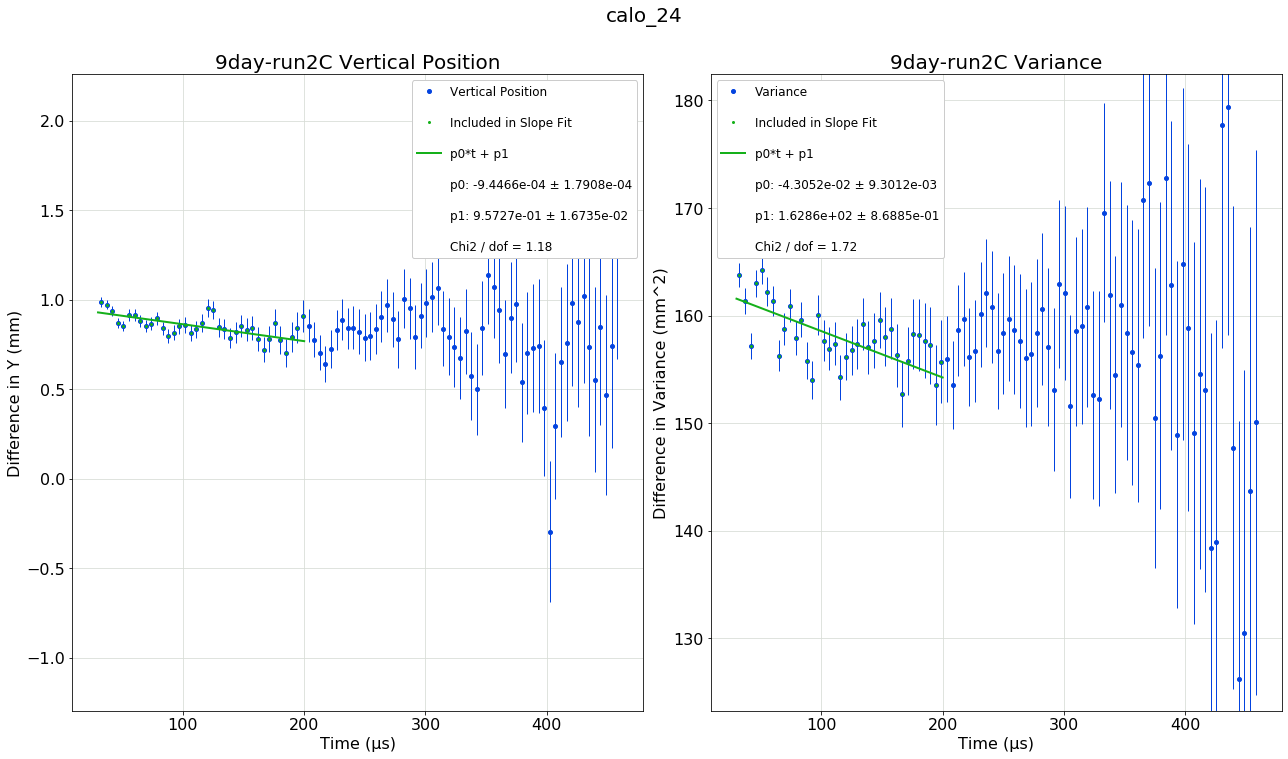 calo_24
9day-run2C Vertical Position
Vertical Position
Included in Slope Fit
p0*t + p1
p0: -9.4466e-04 ± 1.7908e-04
p1: 9.5727e-01 ± 1.6735e-02
Chi2 / dof = 1.18
Difference in Y (mm)
2.0
1.5
1.0
0.5
0.0
−0.5
−1.0
100 200 300 400
Time (μs)
9day-run2C Variance
Variance
Included in Slope Fit
p0*t + p1
p0: -4.3052e-02 ± 9.3012e-03
p1: 1.6286e+02 ± 8.6885e-01
Chi2 / dof = 1.72
Difference in Variance (mm^2)
180
170
160
150
140
130
100 200 300 400
Time (μs)